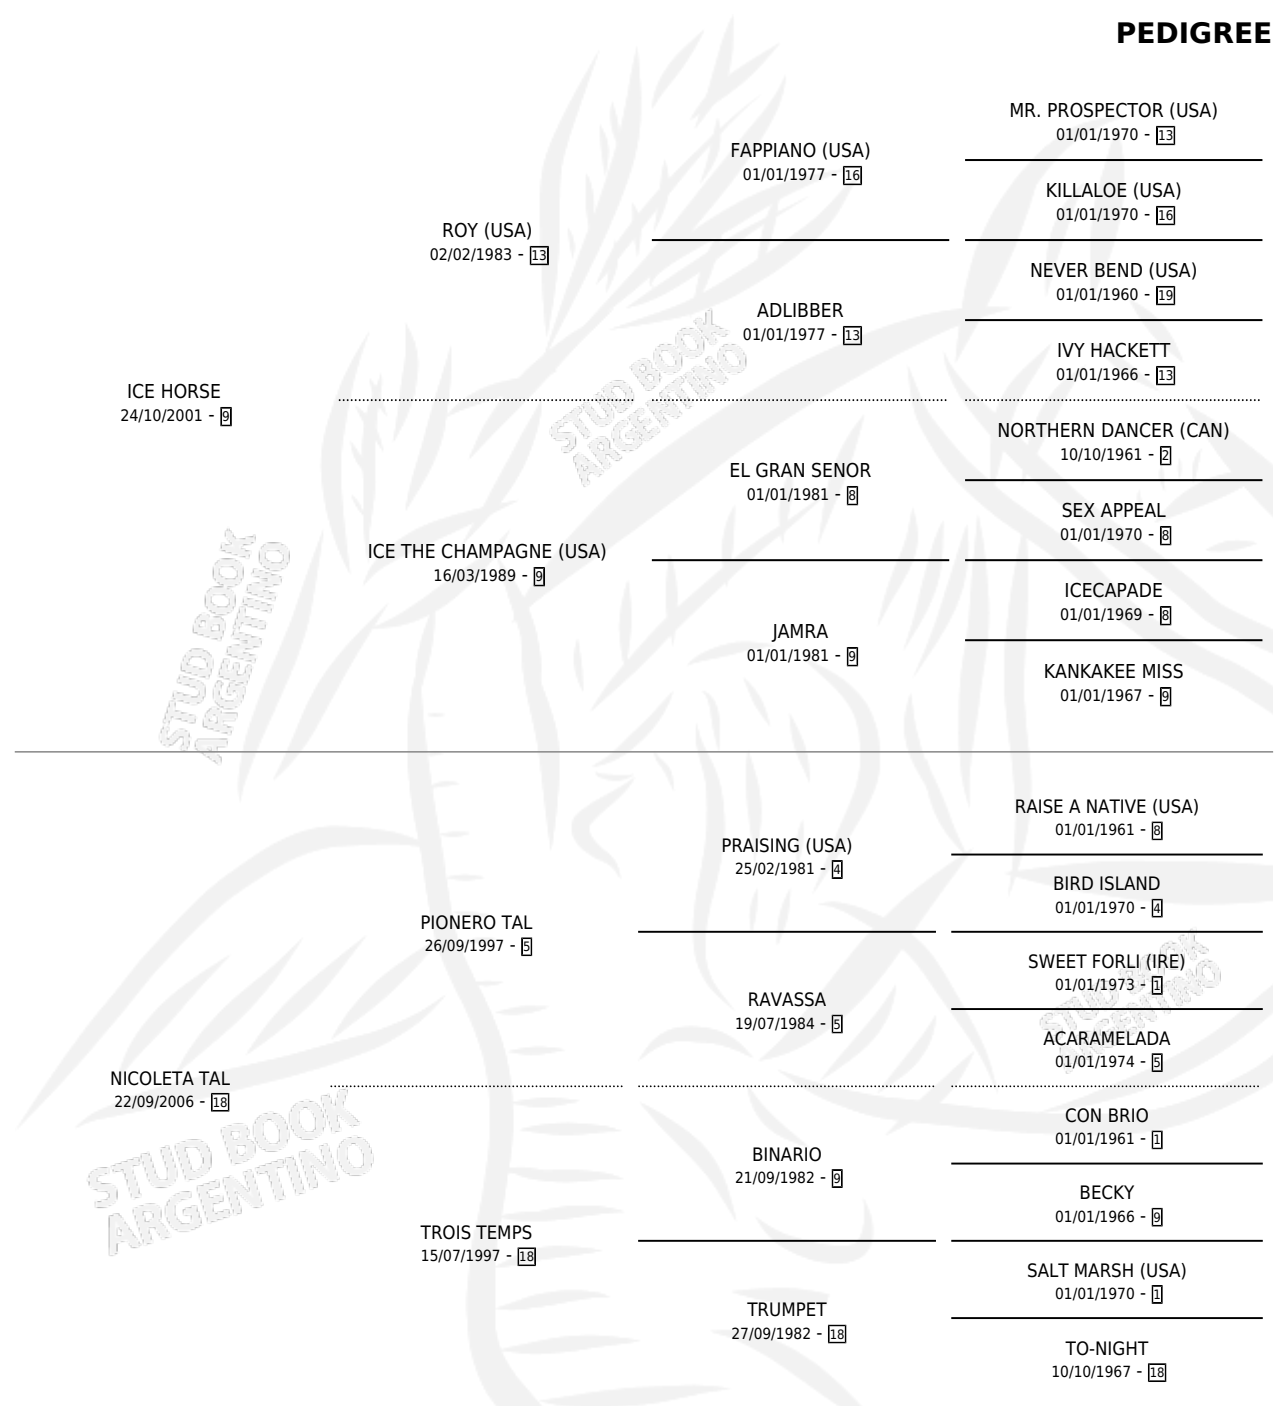 PEDIGREE
MR. PROSPECTOR (USA)
01/01/1970 - 13
FAPPIANO (USA)
01/01/1977 - 16
KILLALOE (USA)
01/01/1970 - 16
ROY (USA)
02/02/1983 - 13
NEVER BEND (USA)
01/01/1960 - 19
ADLIBBER
01/01/1977 - 13
IVY HACKETT
01/01/1966 - 13
ICE HORSE
24/10/2001 - 9
NORTHERN DANCER (CAN)
10/10/1961 - 2
EL GRAN SENOR
01/01/1981 - 8
SEX APPEAL
01/01/1970 - 8
ICE THE CHAMPAGNE (USA)
16/03/1989 - 9
ICECAPADE
01/01/1969 - 8
JAMRA
01/01/1981 - 9
KANKAKEE MISS
01/01/1967 - 9
RAISE A NATIVE (USA)
01/01/1961 - 8
PRAISING (USA)
25/02/1981 - 4
BIRD ISLAND
01/01/1970 - 4
PIONERO TAL
26/09/1997 - 5
SWEET FORLI (IRE)
01/01/1973 - 1
RAVASSA
19/07/1984 - 5
ACARAMELADA
01/01/1974 - 5
NICOLETA TAL
22/09/2006 - 18
CON BRIO
01/01/1961 - 1
BINARIO
21/09/1982 - 9
BECKY
01/01/1966 - 9
TROIS TEMPS
15/07/1997 - 18
SALT MARSH (USA)
01/01/1970 - 1
TRUMPET
27/09/1982 - 18
TO-NIGHT
10/10/1967 - 18
STUD BOOK
ARGENTINO
STUD BOOK
ARGENTINO
STUD BOOK
ARGENTINO
STUD BOOK
ARGENTINO